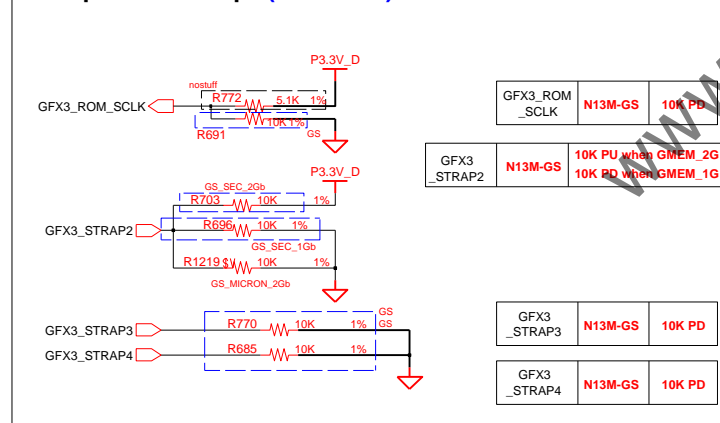 P3.3V_D
nostuff
R772 5.1K 1%
GFX3_ROM_SCLK
10K 1%
R691 GS
GFX3_ROM
_SCLK N13M-GS 10K PD
P3.3V_D
GFX3
_STRAP2 N13M-GS 10K PU when GMEM_2G
10K PD when GMEM_1G
GS_SEC_2Gb
R703 10K 1%
GFX3_STRAP2
R696 10K 1%
GS_SEC_1Gb
R1219 10K 1%
GS_MICRON_2Gb
GS
GFX3_STRAP3 R770 10K 1% GS
GFX3_STRAP4 R685 10K 1%
GFX3
_STRAP3 N13M-GS 10K PD
GFX3
_STRAP4 N13M-GS 10K PD
www